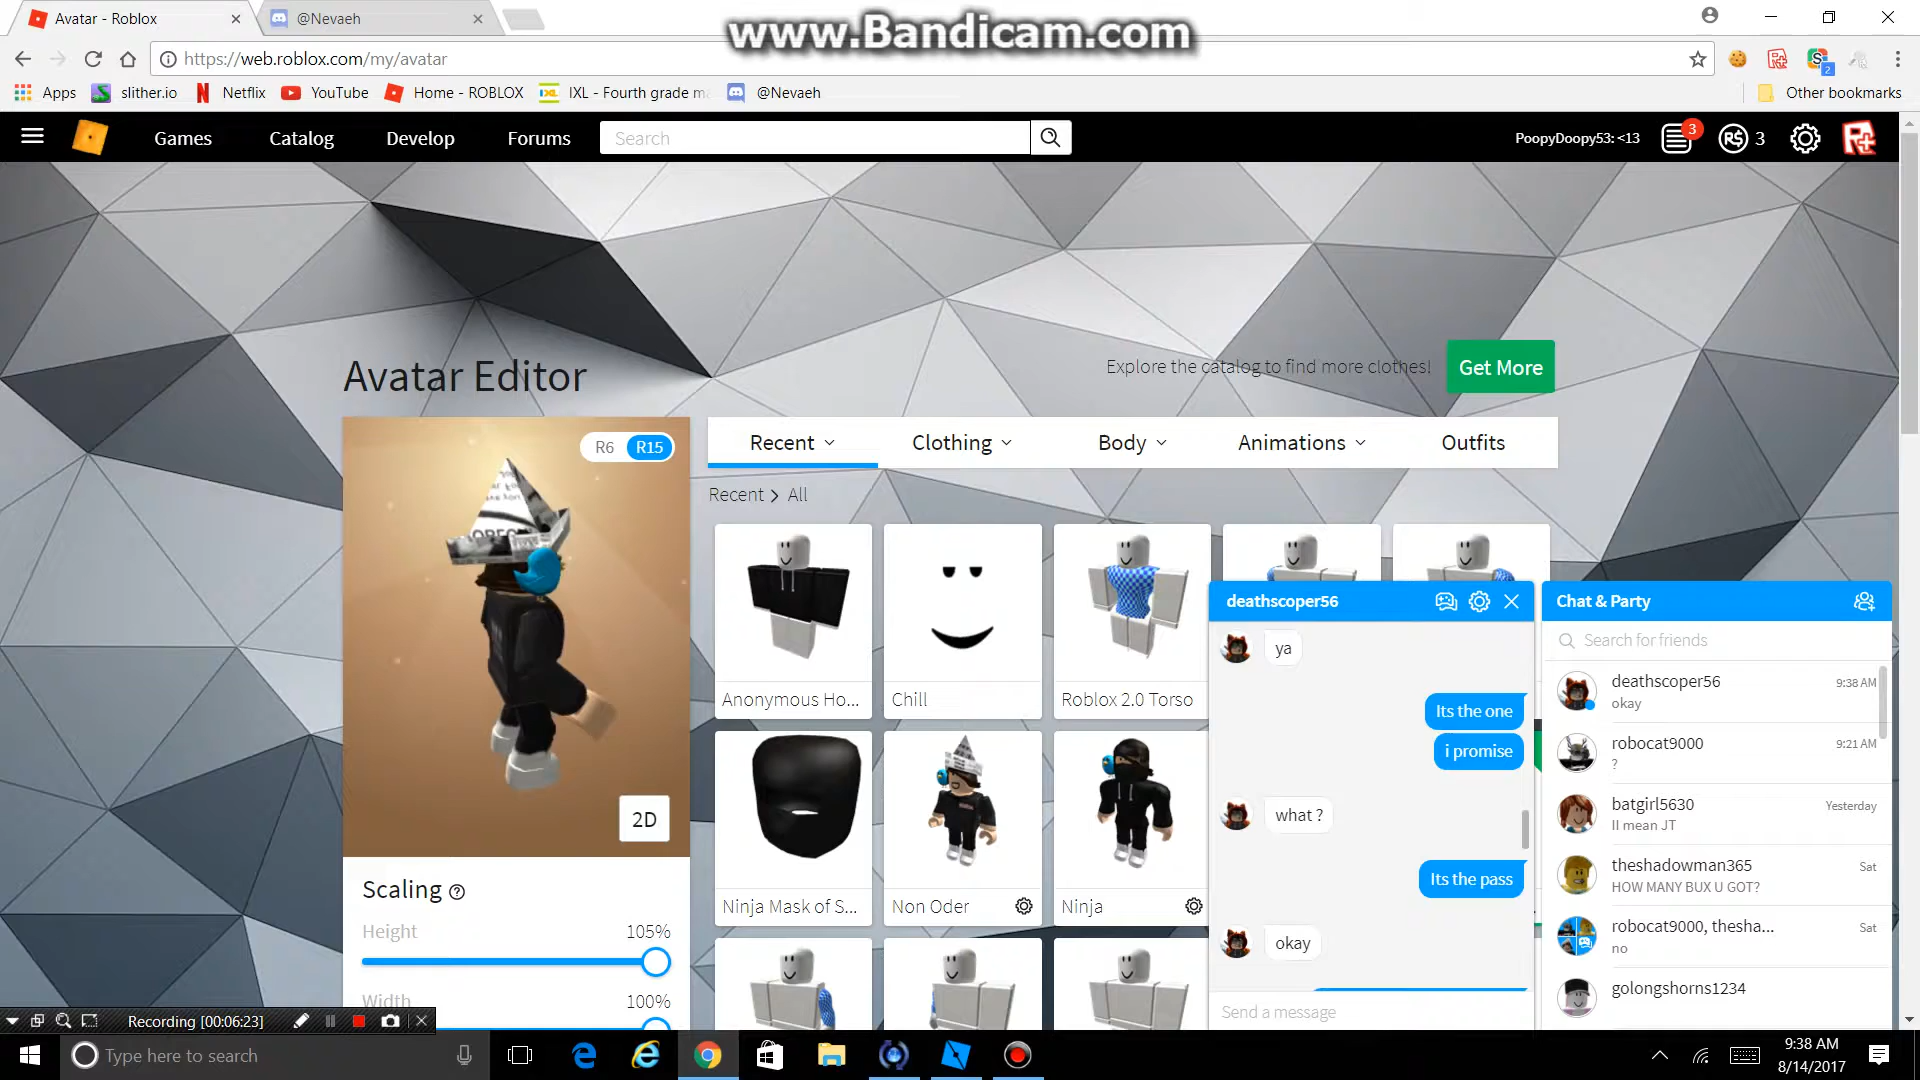 Avatar - Roblox
@Nevaeh
www.Bandicam.com
https://web.roblox.com/my/avatar
2
Apps
slither.io
Netflix
YouTube
Home - ROBLOX
IXL - Fourth grade ma
@Nevaeh
Other bookmarks
Games
Catalog
Develop
Forums
Search
PoopyDoopy53: <13
3
R$
3
R+
Avatar Editor
Explore the catalog to find more clothes!
Get More
R6
R15
Recent
Clothing
Body
Animations
Outfits
Recent > All
Anonymous Ho...
Chill
Roblox 2.0 Torso
Ninja Mask of S...
Non Oder
Ninja
2D
Scaling
Height
105%
Width
100%
deathscoper56
ya
Its the one
i promise
what ?
Its the pass
okay
Send a message
Chat & Party
Search for friends
deathscoper56
9:38 AM
okay
robocat9000
9:21 AM
?
batgirl5630
Yesterday
II mean JT
theshadowman365
Sat
HOW MANY BUX U GOT?
robocat9000, thesha...
Sat
no
golongshorns1234
Recording [00:06:23]
Type here to search
9:38 AM
8/14/2017